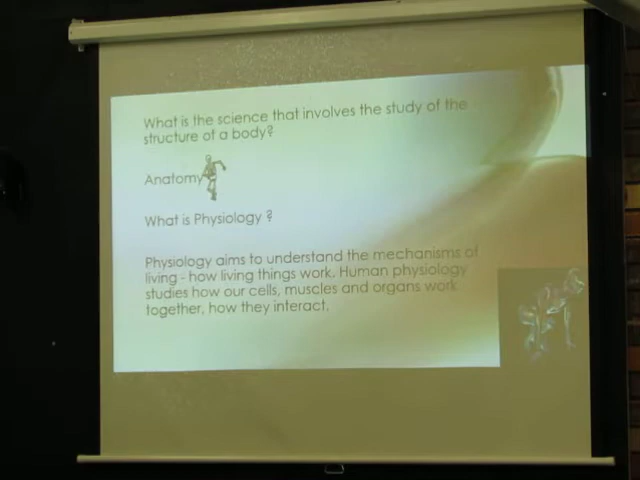 What is the science that involves the study of the
structure of a body?
Anatomy
What is Physiology ?
Physiology aims to understand the mechanisms of
living - how living things work. Human physiology
studies how our cells, muscles and organs work
together, how they interact.